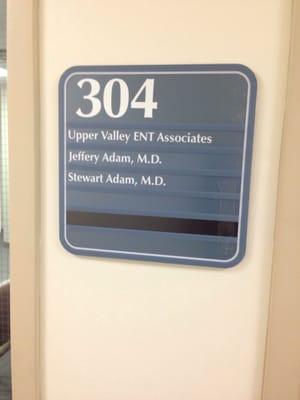 304
Upper Valley ENT Associates
Jeffery Adam, M.D.
Stewart Adam, M.D.